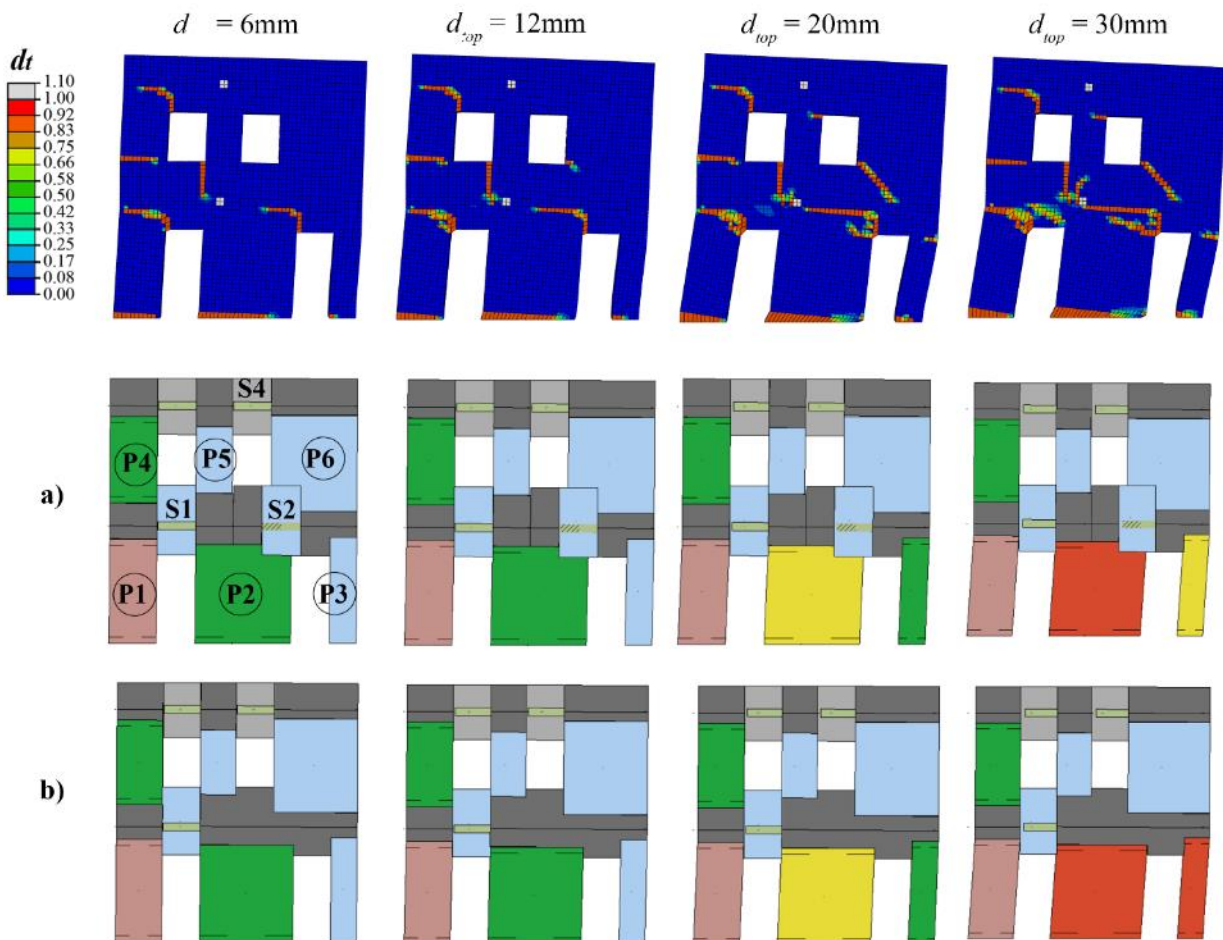 d = 6mm
d_top = 12mm
d_top = 20mm
d_top = 30mm
dt
1.10
1.00
0.92
0.83
0.75
0.66
0.58
0.50
0.42
0.33
0.25
0.17
0.08
0.00
a)
S4
P4
P5
P6
S1
S2
P1
P2
P3
b)